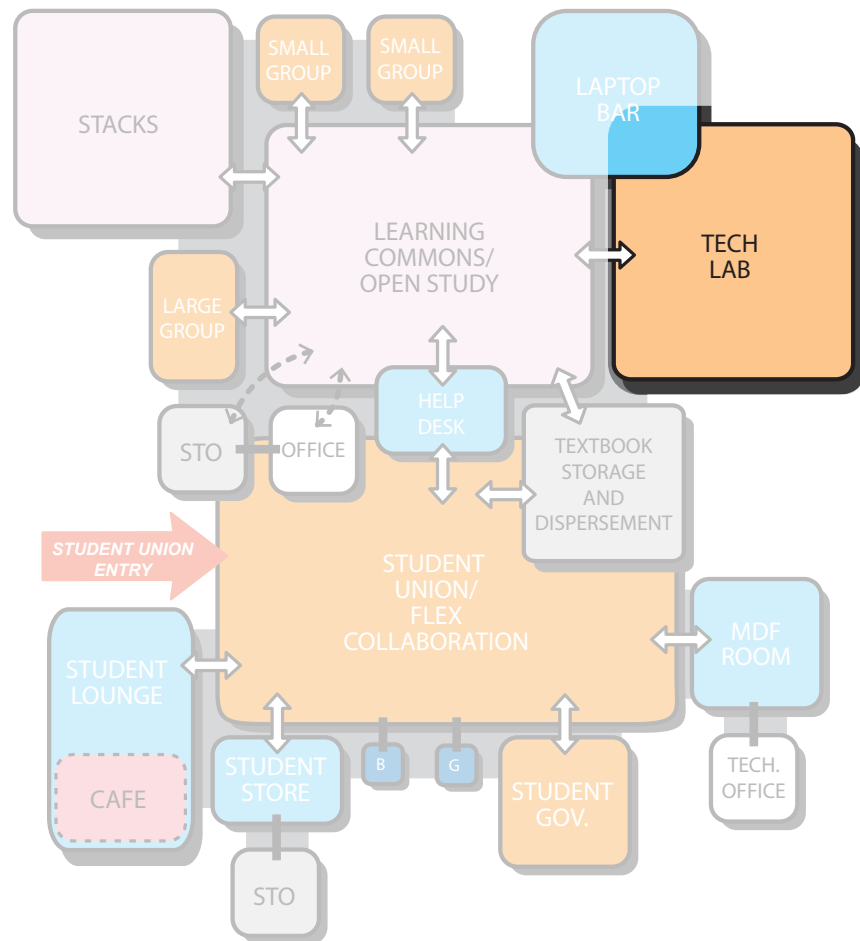 SMALL
GROUP
SMALL
GROUP
LAPTOP
BAR
STACKS
LEARNING
COMMONS/
OPEN STUDY
TECH
LAB
LARGE
GROUP
HELP
DESK
STO
OFFICE
TEXTBOOK
STORAGE
AND
DISPERSEMENT
STUDENT UNION
ENTRY
STUDENT
UNION/
FLEX
COLLABORATION
MDF
ROOM
STUDENT
LOUNGE
CAFE
STUDENT
STORE
B
G
STUDENT
GOV.
TECH.
OFFICE
STO